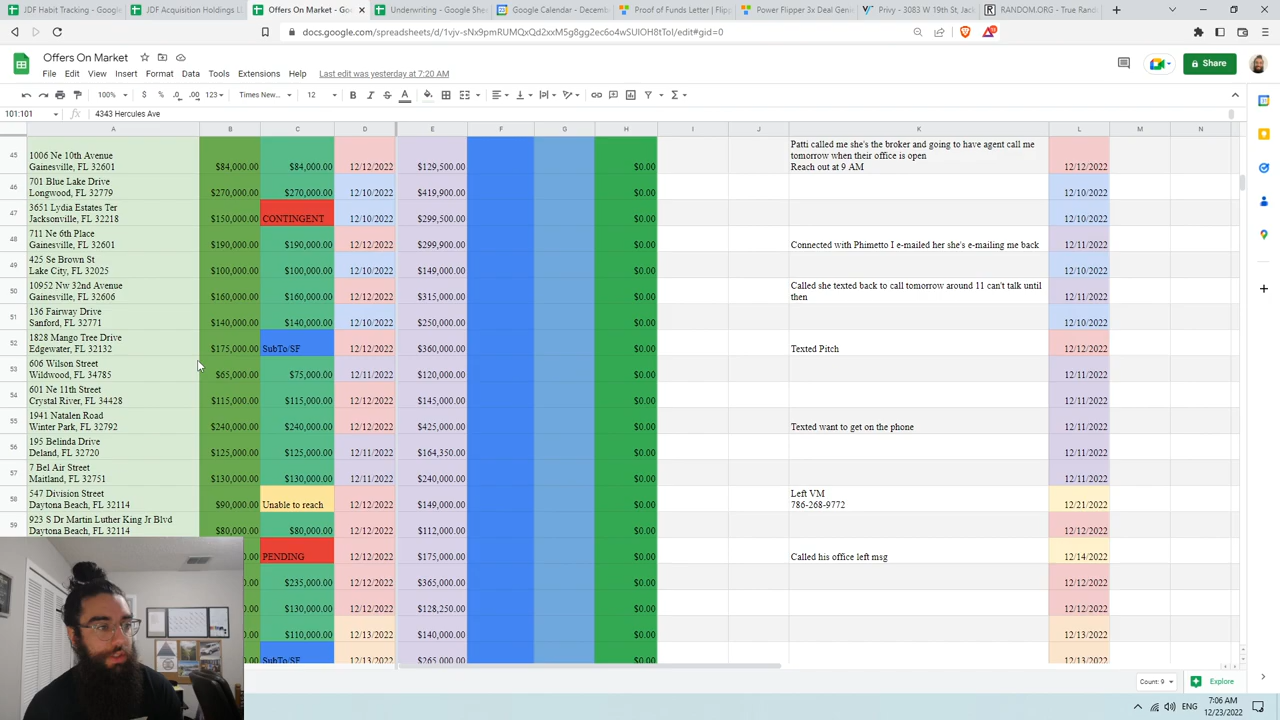 JDF Habit Tracking - Goog
JDF Acquisition Holdings L
Offers On Market - Go
Underwriting - Google She
Google Calendar - Decemb
Proof of Funds Letter | Flip
Power Flipper 3x Deal Gen
Privy - 3083 W 19th St, Jack
RANDOM.ORG - True Ran
docs.google.com/spreadsheets/d/1vjv-sNx9pmRUMQxQd2xxM5g8gg2ec6o4wSUIOH8tToI/edit#gid=0
Offers On Market
File Edit View Insert Format Data Tools Extensions Help Last edit was yesterday at 7:20 AM
Share
100% $ % .0 .00 123 Times New... 12
101:101 fx 4343 Hercules Ave
A B C D E F G H I J K L M N
45 1006 Ne 10th Avenue
Gainesville, FL 32601 $84,000.00 $84,000.00 12/12/2022 $129,500.00 $0.00 Patti called me she's the broker and going to have agent call me
tomorrow when their office is open
Reach out at 9 AM 12/12/2022
46 701 Blue Lake Drive
Longwood, FL 32779 $270,000.00 $270,000.00 12/10/2022 $419,900.00 $0.00 12/10/2022
47 3651 Lydia Estates Ter
Jacksonville, FL 32218 $150,000.00 CONTINGENT 12/10/2022 $299,500.00 $0.00 12/10/2022
48 711 Ne 6th Place
Gainesville, FL 32601 $190,000.00 $190,000.00 12/12/2022 $299,900.00 $0.00 Connected with Phimetto I e-mailed her she's e-mailing me back 12/11/2022
49 425 Se Brown St
Lake City, FL 32025 $100,000.00 $100,000.00 12/10/2022 $149,000.00 $0.00 12/10/2022
50 10952 Nw 32nd Avenue
Gainesville, FL 32606 $160,000.00 $160,000.00 12/12/2022 $315,000.00 $0.00 Called she texted back to call tomorrow around 11 can't talk until
then 12/11/2022
51 136 Fairway Drive
Sanford, FL 32771 $140,000.00 $140,000.00 12/10/2022 $250,000.00 $0.00 12/10/2022
52 1828 Mango Tree Drive
Edgewater, FL 32132 $175,000.00 SubTo/SF 12/12/2022 $360,000.00 $0.00 Texted Pitch 12/12/2022
53 606 Wilson Street
Wildwood, FL 34785 $65,000.00 $75,000.00 12/11/2022 $120,000.00 $0.00 12/11/2022
54 601 Ne 11th Street
Crystal River, FL 34428 $115,000.00 $115,000.00 12/12/2022 $145,000.00 $0.00 12/11/2022
55 1941 Natalen Road
Winter Park, FL 32792 $240,000.00 $240,000.00 12/12/2022 $425,000.00 $0.00 Texted want to get on the phone 12/11/2022
56 195 Belinda Drive
Deland, FL 32720 $125,000.00 $125,000.00 12/11/2022 $164,350.00 $0.00 12/11/2022
57 7 Bel Air Street
Maitland, FL 32751 $130,000.00 $130,000.00 12/11/2022 $240,000.00 $0.00 12/11/2022
58 547 Division Street
Daytona Beach, FL 32114 $90,000.00 Unable to reach 12/12/2022 $149,000.00 $0.00 Left VM
786-268-9772 12/21/2022
59 923 S Dr Martin Luther King Jr Blvd
Daytona Beach, FL 32114 $80,000.00 $80,000.00 12/12/2022 $112,000.00 $0.00 12/12/2022
PENDING 12/12/2022 $175,000.00 $0.00 Called his office left msg 12/14/2022
$235,000.00 12/12/2022 $365,000.00 $0.00 12/12/2022
$130,000.00 12/12/2022 $128,250.00 $0.00 12/12/2022
$110,000.00 12/13/2022 $140,000.00 $0.00 12/13/2022
SubTo/SF 12/13/2022 $265,000.00 $0.00 12/13/2022
Count: 9 Explore
ENG 7:06 AM
12/23/2022